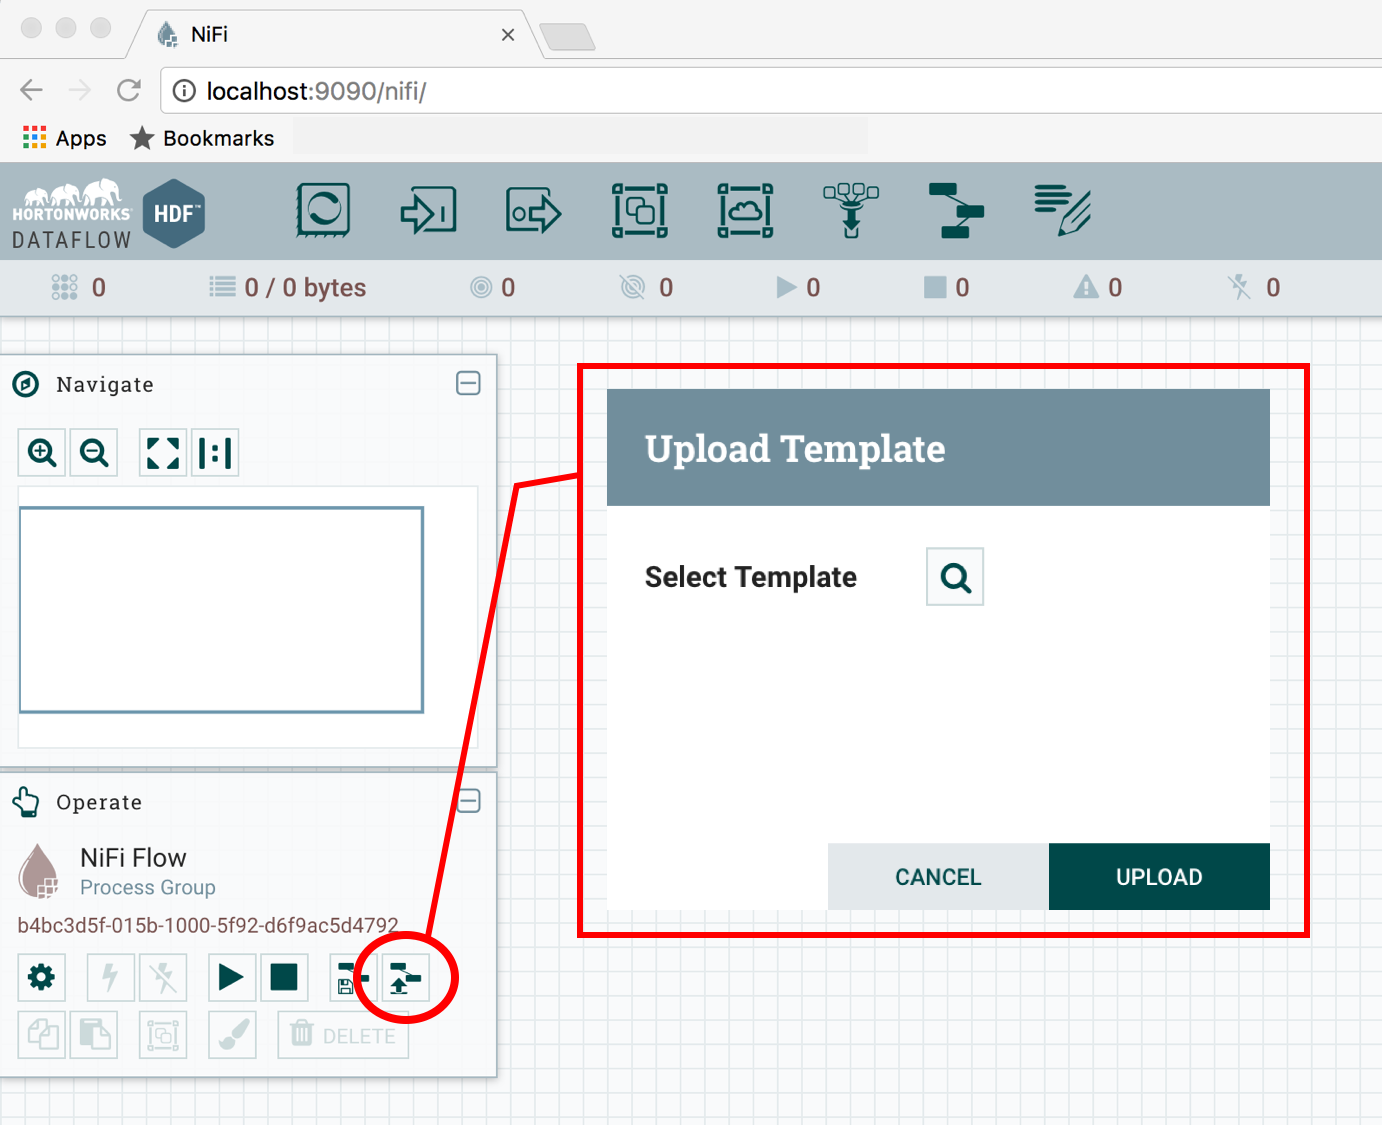 NiFi
localhost:9090/nifi/
Apps
Bookmarks
HORTONWORKS
DATAFLOW
HDF™
0
0 / 0 bytes
0
0
0
0
0
0
Navigate
Upload Template
Select Template
CANCEL
UPLOAD
Operate
NiFi Flow
Process Group
b4bc3d5f-015b-1000-5f92-d6f9ac5d4792
DELETE